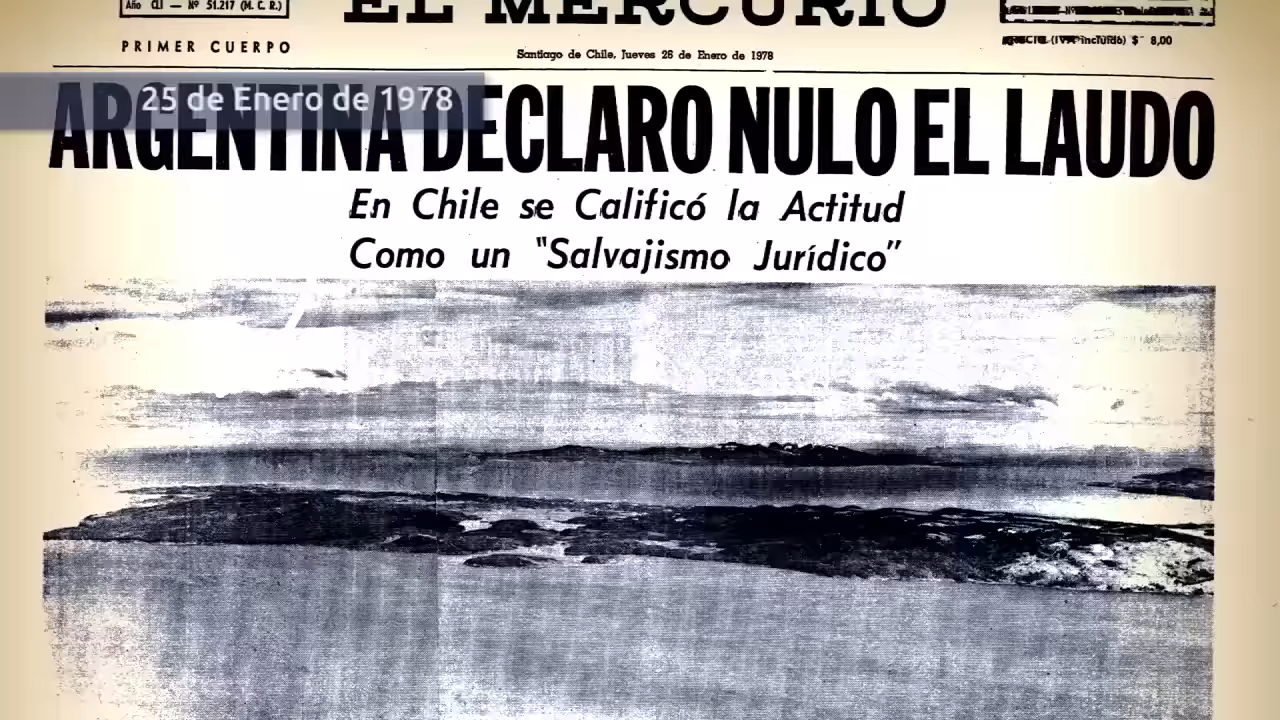 Año CLI — Nº 51.217 (M. C. R.)
EL MERCURIO
PRIMER CUERPO
Santiago de Chile, Jueves 26 de Enero de 1978
(IVA incluido) $ 8,00
25 de Enero de 1978
ARGENTINA DECLARO NULO EL LAUDO
En Chile se Calificó la Actitud
Como un "Salvajismo Jurídico"